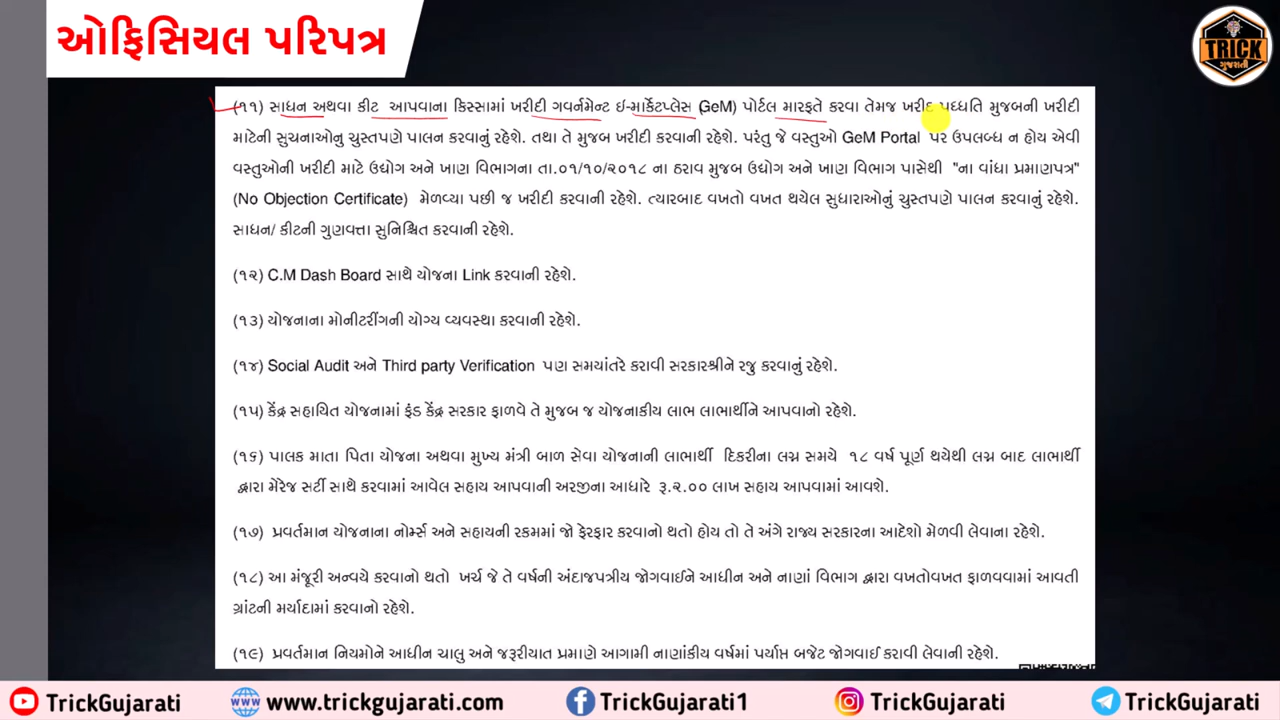 ઓફિસિયલ પરિપત્ર
TRICK
ગુજરાતી
(૧૧) સાધન અથવા કીટ આપવાના કિસ્સામાં ખરીદી ગવર્નમેન્ટ ઇ-માર્કેટપ્લેસ (GeM) પોર્ટલ મારફતે કરવા તેમજ ખરીદ પધ્ધતિ મુજબની ખરીદી
માટેની સુચનાઓનુ ચુસ્તપણે પાલન કરવાનું રહેશે. તથા તે મુજબ ખરીદી કરવાની રહેશે. પરંતુ જે વસ્તુઓ GeM Portal પર ઉપલબ્ધ ન હોય એવી
વસ્તુઓની ખરીદી માટે ઉદ્યોગ અને ખાણ વિભાગના તા.૦૧/૧૦/૨૦૧૮ ના ઠરાવ મુજબ ઉદ્યોગ અને ખાણ વિભાગ પાસેથી "ના વાંધા પ્રમાણપત્ર"
(No Objection Certificate) મેળવ્યા પછી જ ખરીદી કરવાની રહેશે. ત્યારબાદ વખતો વખત થયેલ સુધારાઓનું ચુસ્તપણે પાલન કરવાનું રહેશે.
સાધન/ કીટની ગુણવત્તા સુનિશ્ચિત કરવાની રહેશે.
(૧૨) C.M Dash Board સાથે યોજના Link કરવાની રહેશે.
(૧૩) યોજનાના મોનીટરીંગની યોગ્ય વ્યવસ્થા કરવાની રહેશે.
(૧૪) Social Audit અને Third party Verification પણ સમયાંતરે કરાવી સરકારશ્રીને રજુ કરવાનું રહેશે.
(૧૫) કેંદ્ર સહાયિત યોજનામાં ફંડ કેંદ્ર સરકાર ફાળવે તે મુજબ જ યોજનાકીય લાભ લાભાર્થીને આપવાનો રહેશે.
(૧૬) પાલક માતા પિતા યોજના અથવા મુખ્ય મંત્રી બાળ સેવા યોજનાની લાભાર્થી દિકરીના લગ્ન સમયે ૧૮ વર્ષ પૂર્ણ થયેથી લગ્ન બાદ લાભાર્થી
દ્વારા મેરેજ સર્ટી સાથે કરવામાં આવેલ સહાય આપવાની અરજીના આધારે રૂ.૨.૦૦ લાખ સહાય આપવામાં આવશે.
(૧૭) પ્રવર્તમાન યોજનાના નોર્મ્સ અને સહાયની રકમમાં જો ફેરફાર કરવાનો થતો હોય તો તે અંગે રાજ્ય સરકારના આદેશો મેળવી લેવાના રહેશે.
(૧૮) આ મંજૂરી અન્વયે કરવાનો થતો ખર્ચ જે તે વર્ષની અંદાજપત્રીય જોગવાઈને આધીન અને નાણાં વિભાગ દ્વારા વખતોવખત ફાળવવામાં આવતી
ગ્રાંટની મર્યાદામાં કરવાનો રહેશે.
(૧૯) પ્રવર્તમાન નિયમોને આધીન ચાલુ અને જરૂરીયાત પ્રમાણે આગામી નાણાંકીય વર્ષમાં પર્યાપ્ત બજેટ જોગવાઈ કરાવી લેવાની રહેશે.
TrickGujarati www.trickgujarati.com TrickGujarati1 TrickGujarati TrickGujarati